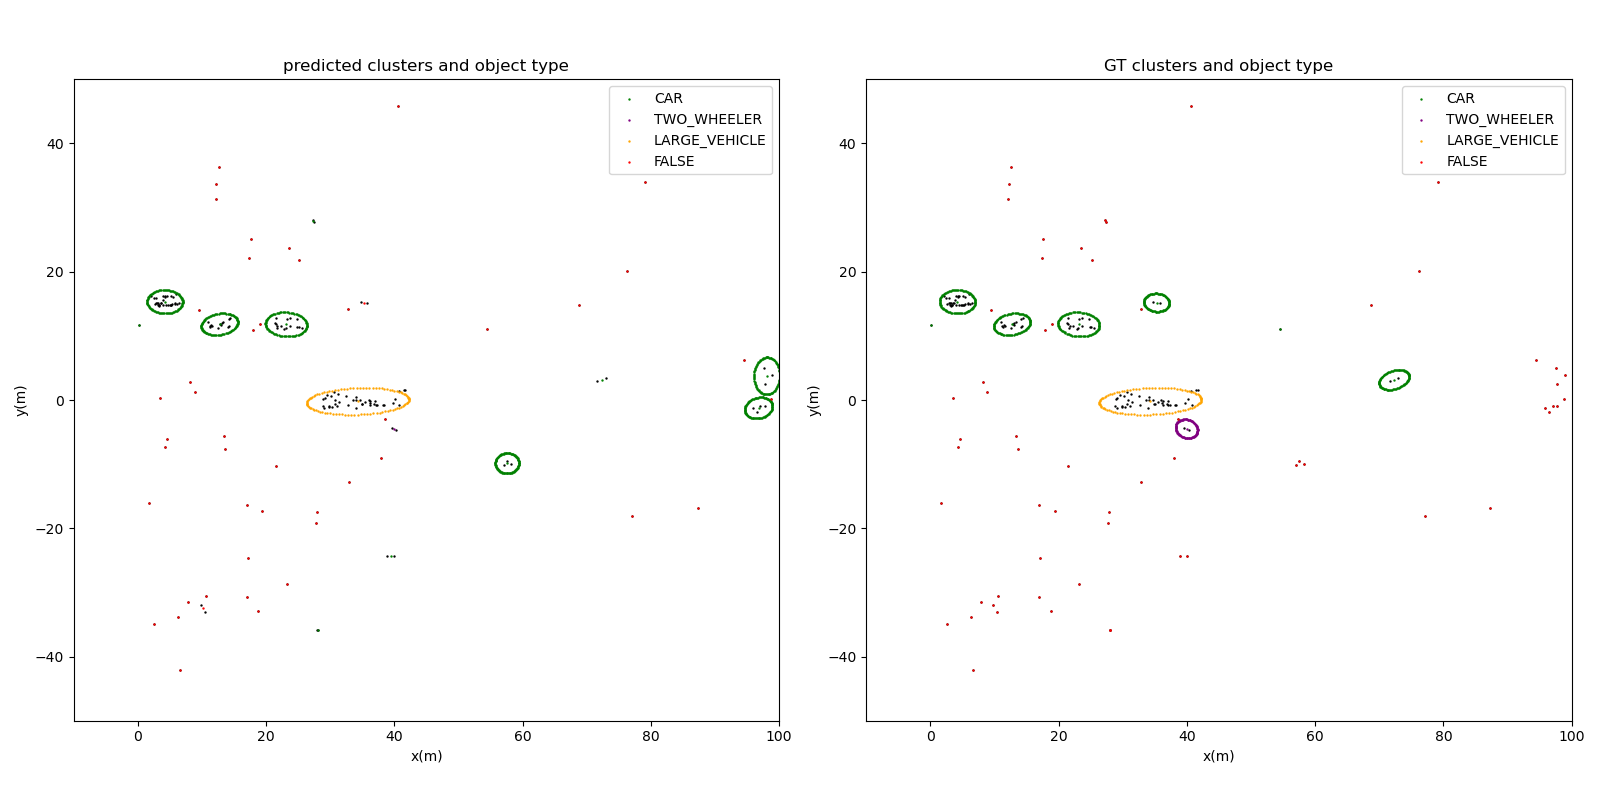 predicted clusters and object type
CAR
TWO_WHEELER
LARGE_VEHICLE
FALSE
40
20
0
−20
−40
y(m)
0 20 40 60 80 100
x(m)
GT clusters and object type
CAR
TWO_WHEELER
LARGE_VEHICLE
FALSE
40
20
0
−20
−40
y(m)
0 20 40 60 80 100
x(m)